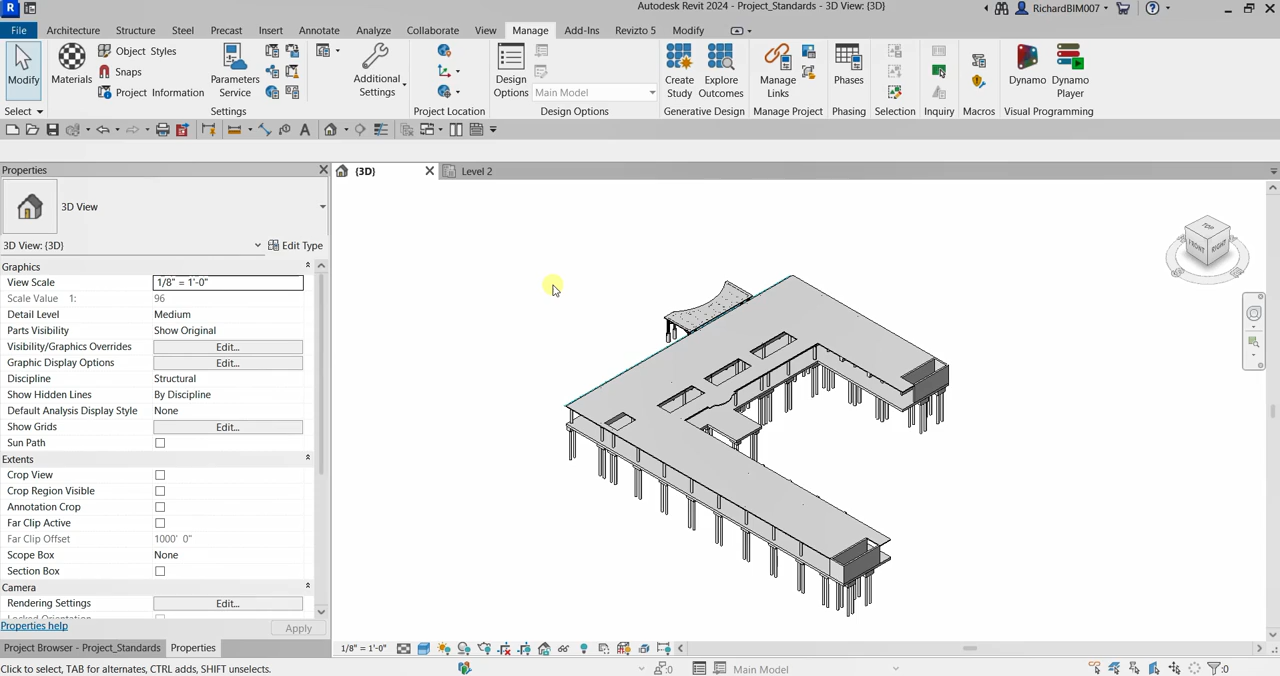 Autodesk Revit 2024 - Project_Standards - 3D View: {3D}
RichardBIM007
File Architecture Structure Steel Precast Insert Annotate Analyze Collaborate View Manage Add-Ins Revizto 5 Modify
Modify
Materials
Object Styles
Snaps
Project Information
Parameters
Service
Additional
Settings
Design
Options
Main Model
Create
Study
Explore
Outcomes
Manage
Links
Phases
Dynamo
Dynamo
Player
Select
Settings
Project Location
Design Options
Generative Design
Manage Project
Phasing
Selection
Inquiry
Macros
Visual Programming
Properties
{3D}
Level 2
3D View
3D View: {3D}
Edit Type
Graphics
View Scale 1/8" = 1'-0"
Scale Value 1: 96
Detail Level Medium
Parts Visibility Show Original
Visibility/Graphics Overrides Edit...
Graphic Display Options Edit...
Discipline Structural
Show Hidden Lines By Discipline
Default Analysis Display Style None
Show Grids Edit...
Sun Path
Extents
Crop View
Crop Region Visible
Annotation Crop
Far Clip Active
Far Clip Offset 1000' 0"
Scope Box None
Section Box
Camera
Rendering Settings Edit...
Properties help
Apply
TOP
FRONT
RIGHT
Project Browser - Project_Standards
Properties
1/8" = 1'-0"
Click to select, TAB for alternates, CTRL adds, SHIFT unselects.
:0
Main Model
:0